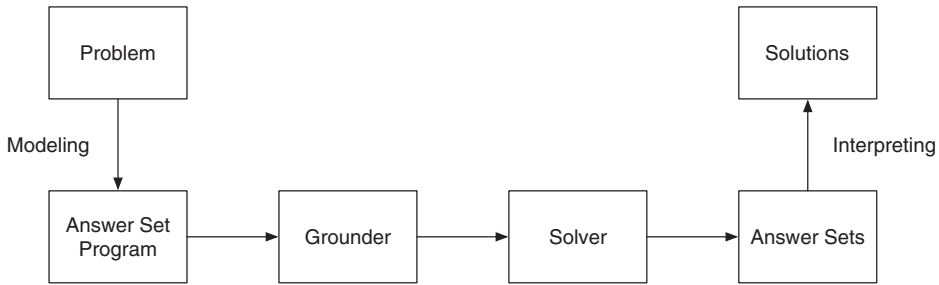 Problem
Solutions
Modeling
Interpreting
Answer Set
Program
Grounder
Solver
Answer Sets